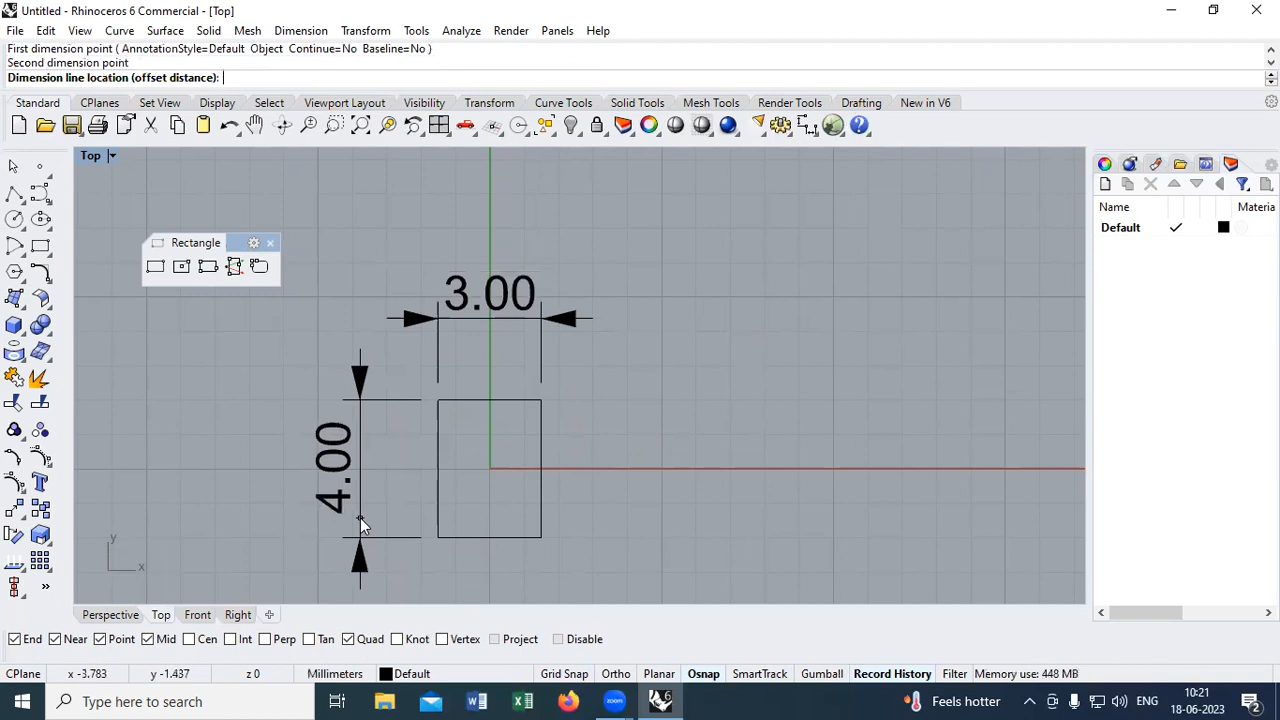 Untitled - Rhinoceros 6 Commercial - [Top]
File Edit View Curve Surface Solid Mesh Dimension Transform Tools Analyze Render Panels Help
First dimension point ( AnnotationStyle=Default Object Continue=No Baseline=No )
Second dimension point
Dimension line location (offset distance):
Standard CPlanes Set View Display Select Viewport Layout Visibility Transform Curve Tools Solid Tools Mesh Tools Render Tools Drafting New in V6
Top
Name Materia
Default
Rectangle
3.00
4.00
y
x
Perspective Top Front Right
End Near Point Mid Cen Int Perp Tan Quad Knot Vertex Project Disable
CPlane x -3.783 y -1.437 z 0 Millimeters Default Grid Snap Ortho Planar Osnap SmartTrack Gumball Record History Filter Memory use: 448 MB
Type here to search
zoom
Feels hotter
10:21
18-06-2023
2